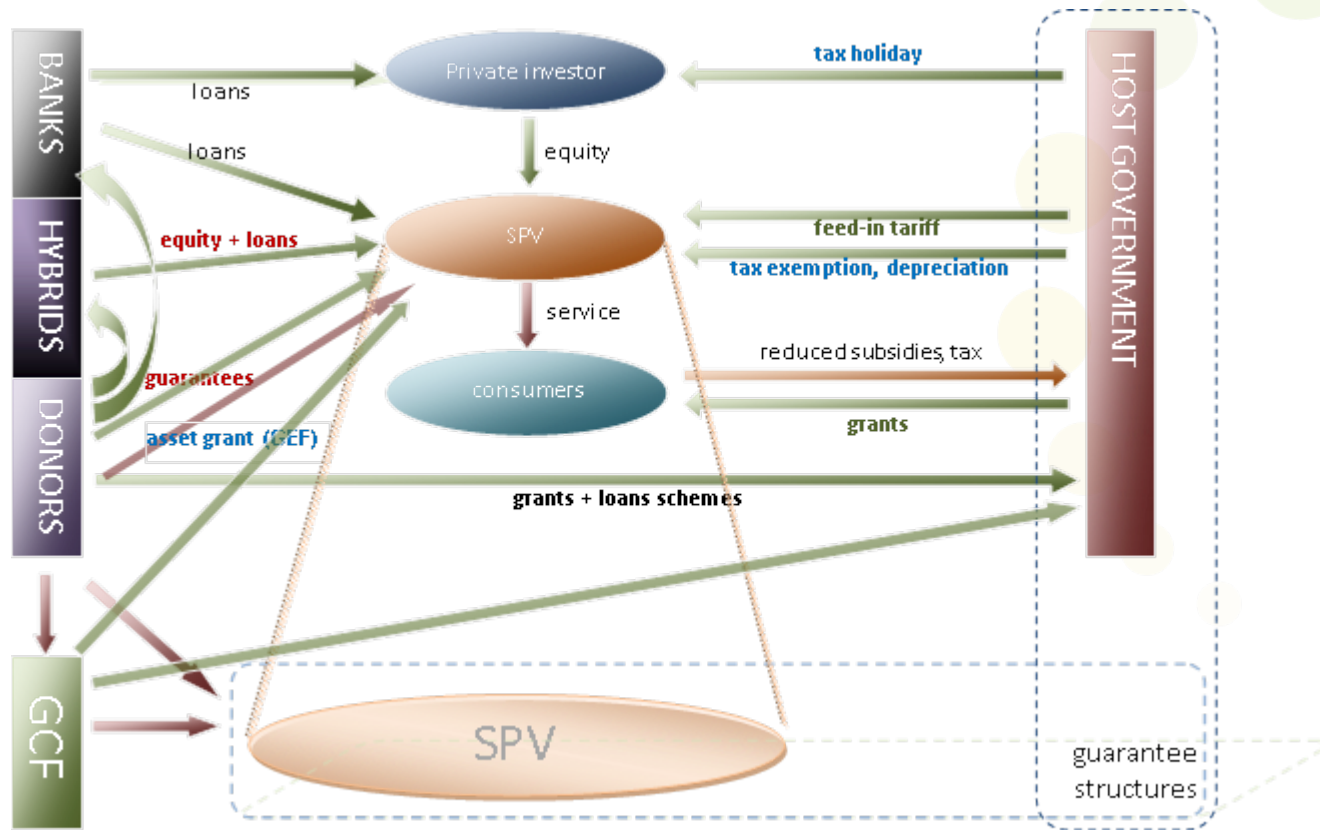 BANKS
HYBRIDS
DONORS
GCF
Private investor
tax holiday
HOST GOVERNMENT
loans
loans
equity
SPV
equity + loans
feed-in tariff
tax exemption, depreciation
service
reduced subsidies, tax
guarantees
consumers
grants
asset grant (GEF)
grants + loans schemes
SPV
guarantee
structures